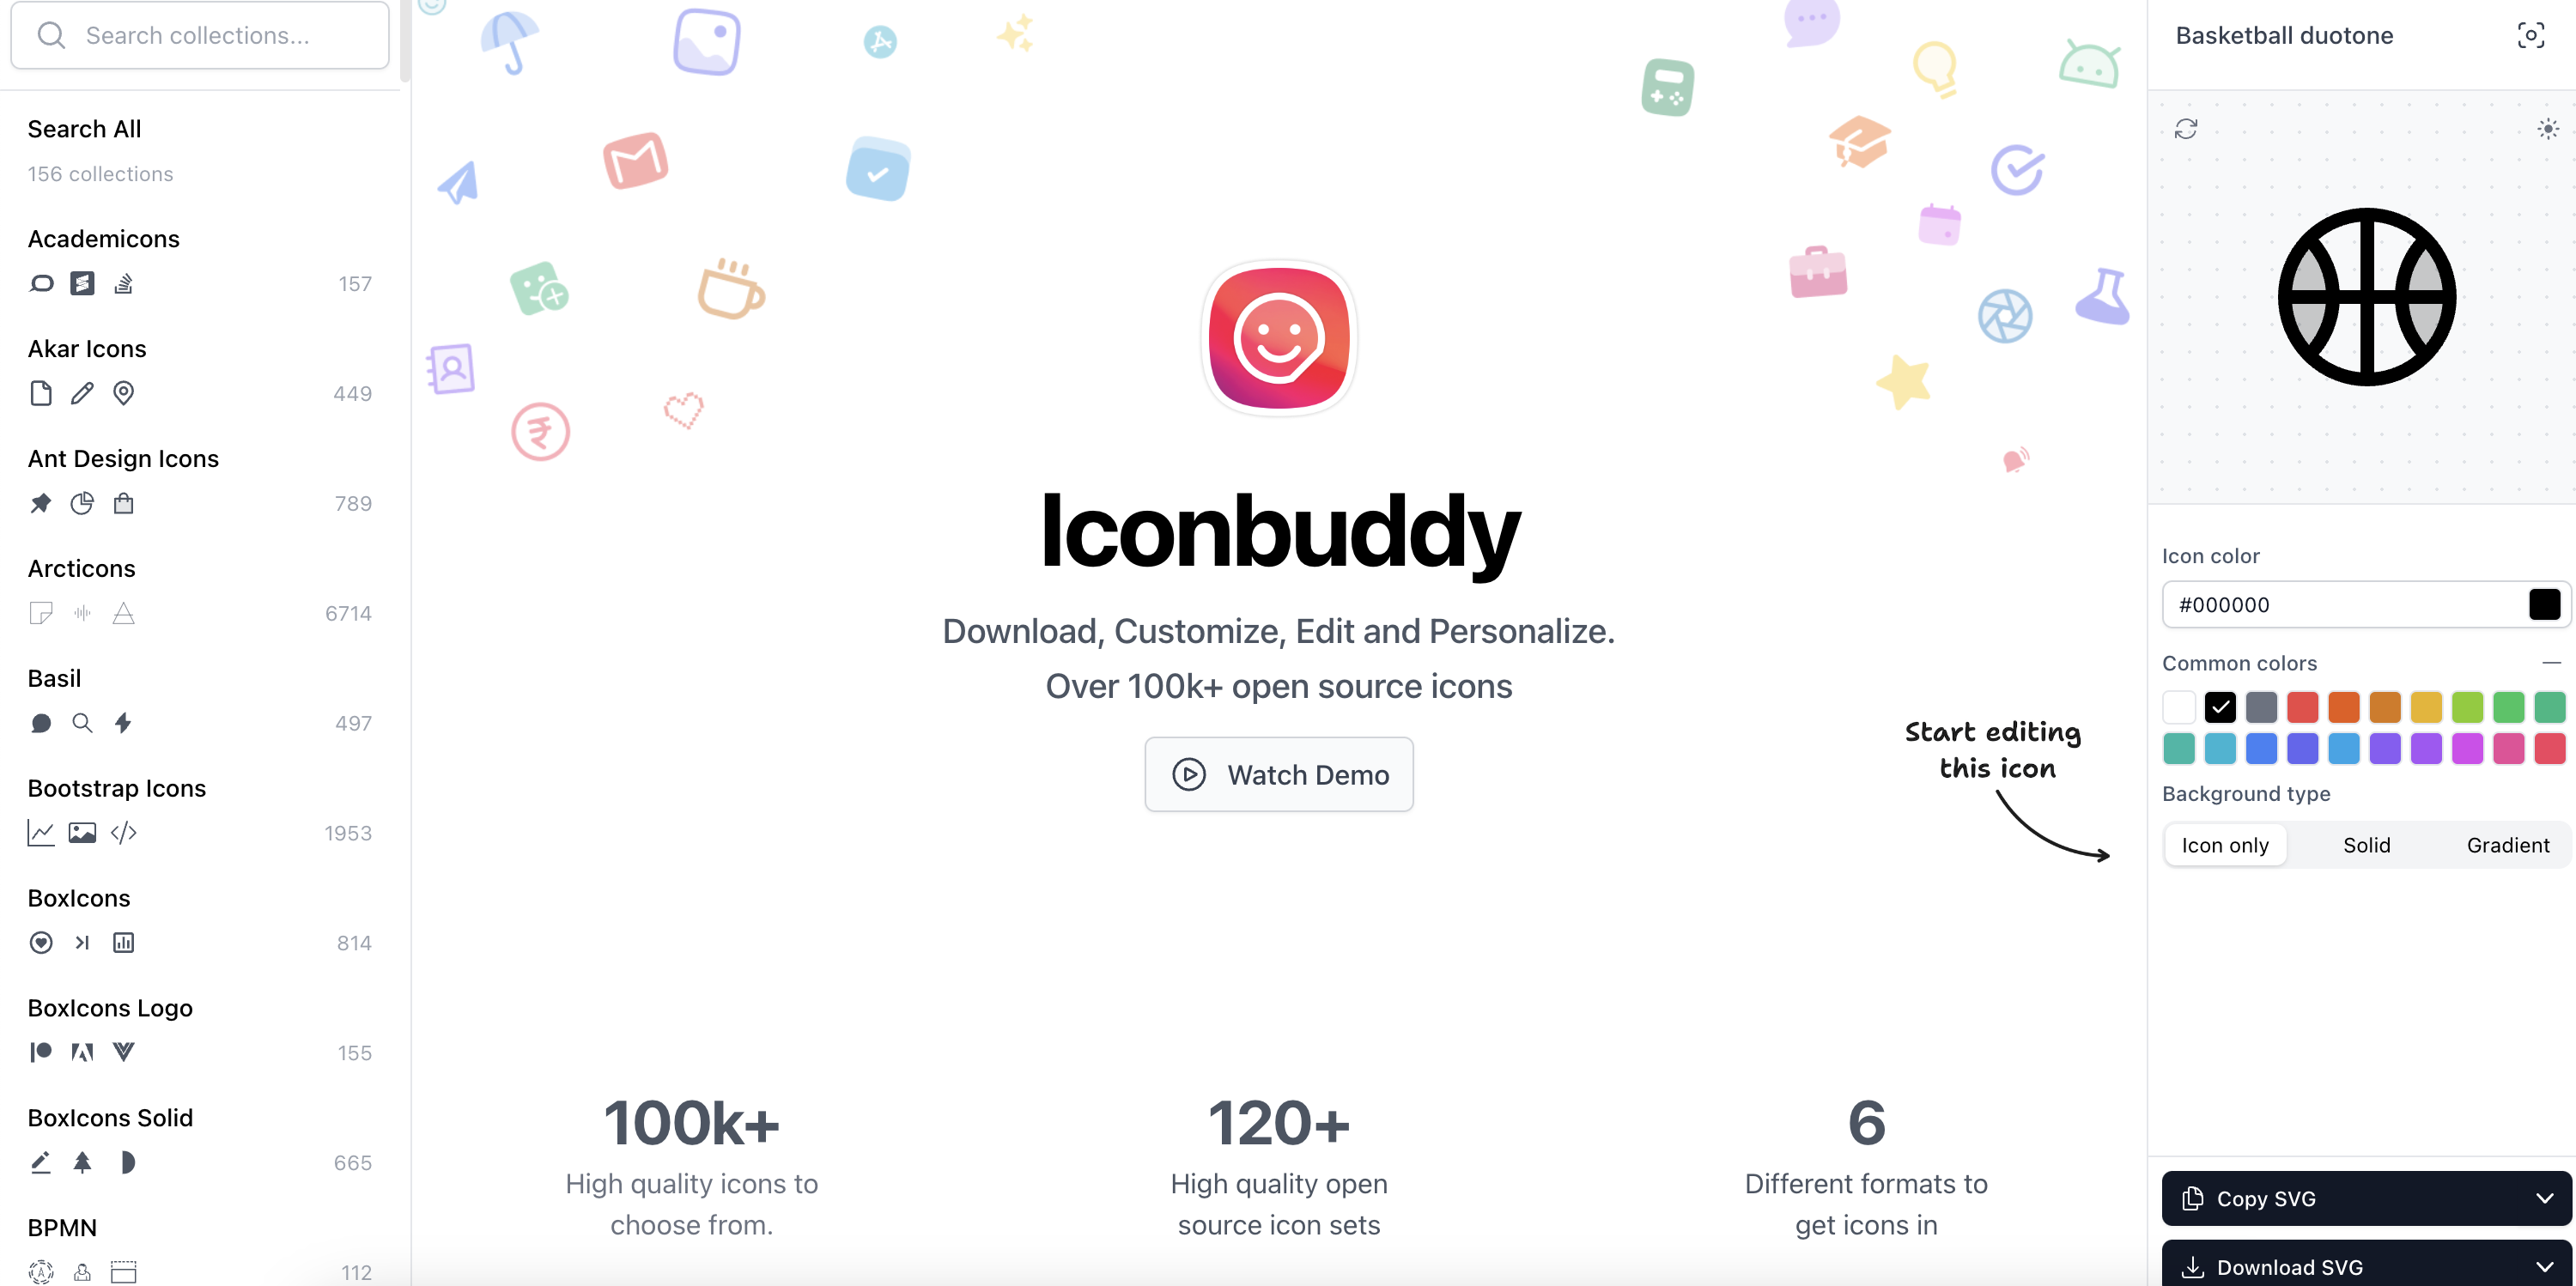 Search collections...
Search All
156 collections
Academicons
157
Akar Icons
449
Ant Design Icons
789
Arcticons
6714
Basil
497
Bootstrap Icons
1953
BoxIcons
814
BoxIcons Logo
155
BoxIcons Solid
665
BPMN
112
Iconbuddy
Download, Customize, Edit and Personalize.
Over 100k+ open source icons
Watch Demo
Start editing
this icon
100k+
High quality icons to
choose from.
120+
High quality open
source icon sets
6
Different formats to
get icons in
Basketball duotone
Icon color
#000000
Common colors
Background type
Icon only
Solid
Gradient
Copy SVG
Download SVG